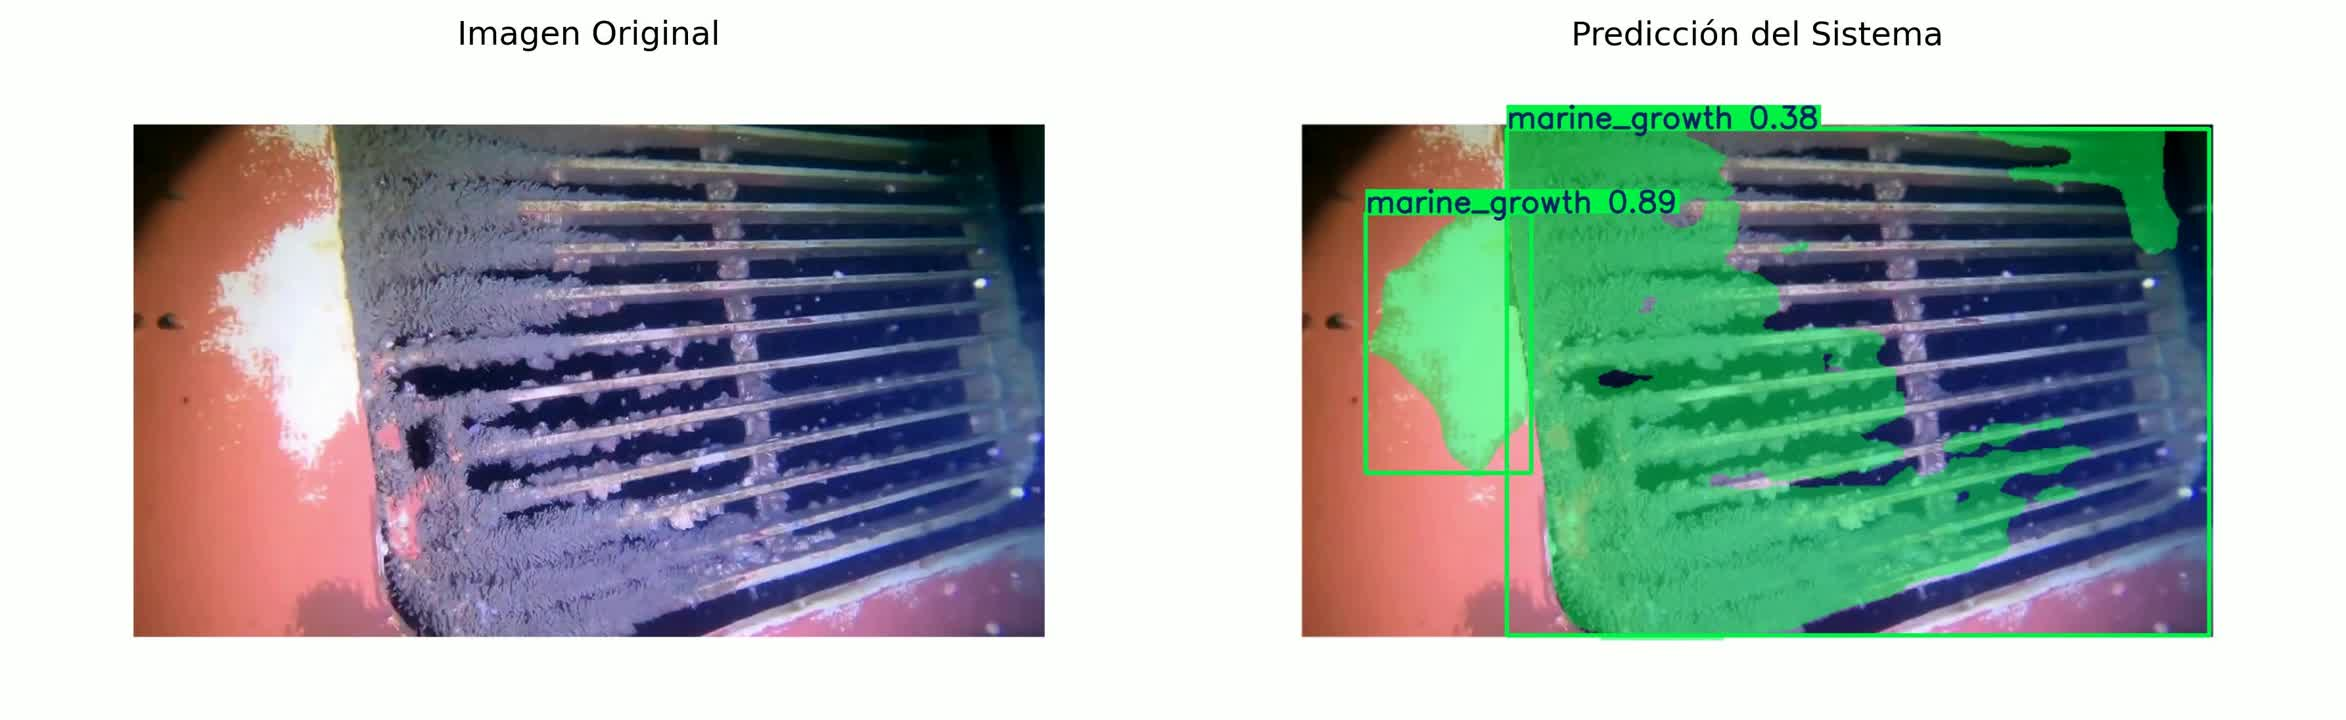 Imagen Original
Predicción del Sistema
marine_growth 0.38
marine_growth 0.89